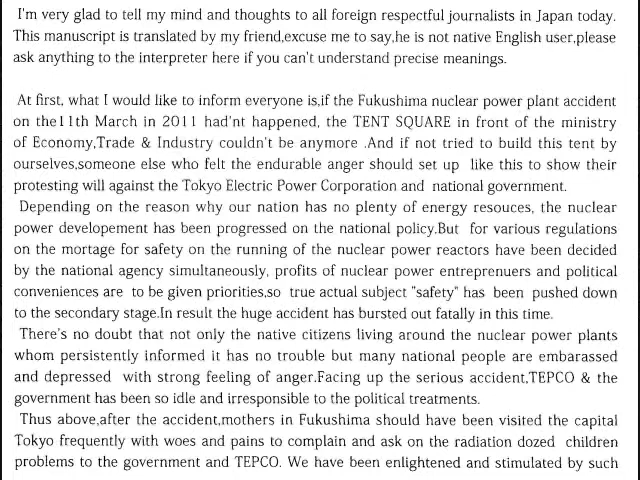 I'm very glad to tell my mind and thoughts to all foreign respectful journalists in Japan today.
This manuscript is translated by my friend,excuse me to say,he is not native English user,please
ask anything to the interpreter here if you can't understand precise meanings.
At first, what I would like to inform everyone is,if the Fukushima nuclear power plant accident
on the11th March in 2011 had'nt happened, the TENT SQUARE in front of the ministry
of Economy,Trade & Industry couldn't be anymore .And if not tried to build this tent by
ourselves,someone else who felt the endurable anger should set up like this to show their
protesting will against the Tokyo Electric Power Corporation and national government.
Depending on the reason why our nation has no plenty of energy resouces, the nuclear
power developement has been progressed on the national policy.But for various regulations
on the mortage for safety on the running of the nuclear power reactors have been decided
by the national agency simultaneously, profits of nuclear power entreprenuers and political
conveniences are to be given priorities,so true actual subject "safety" has been pushed down
to the secondary stage.In result the huge accident has bursted out fatally in this time.
There's no doubt that not only the native citizens living around the nuclear power plants
whom persistently informed it has no trouble but many national people are embarassed
and depressed with strong feeling of anger.Facing up the serious accident,TEPCO & the
government has been so idle and irresponsible to the political treatments.
Thus above,after the accident,mothers in Fukushima should have been visited the capital
Tokyo frequently with woes and pains to complain and ask on the radiation dozed children
problems to the government and TEPCO. We have been enlightened and stimulated by such